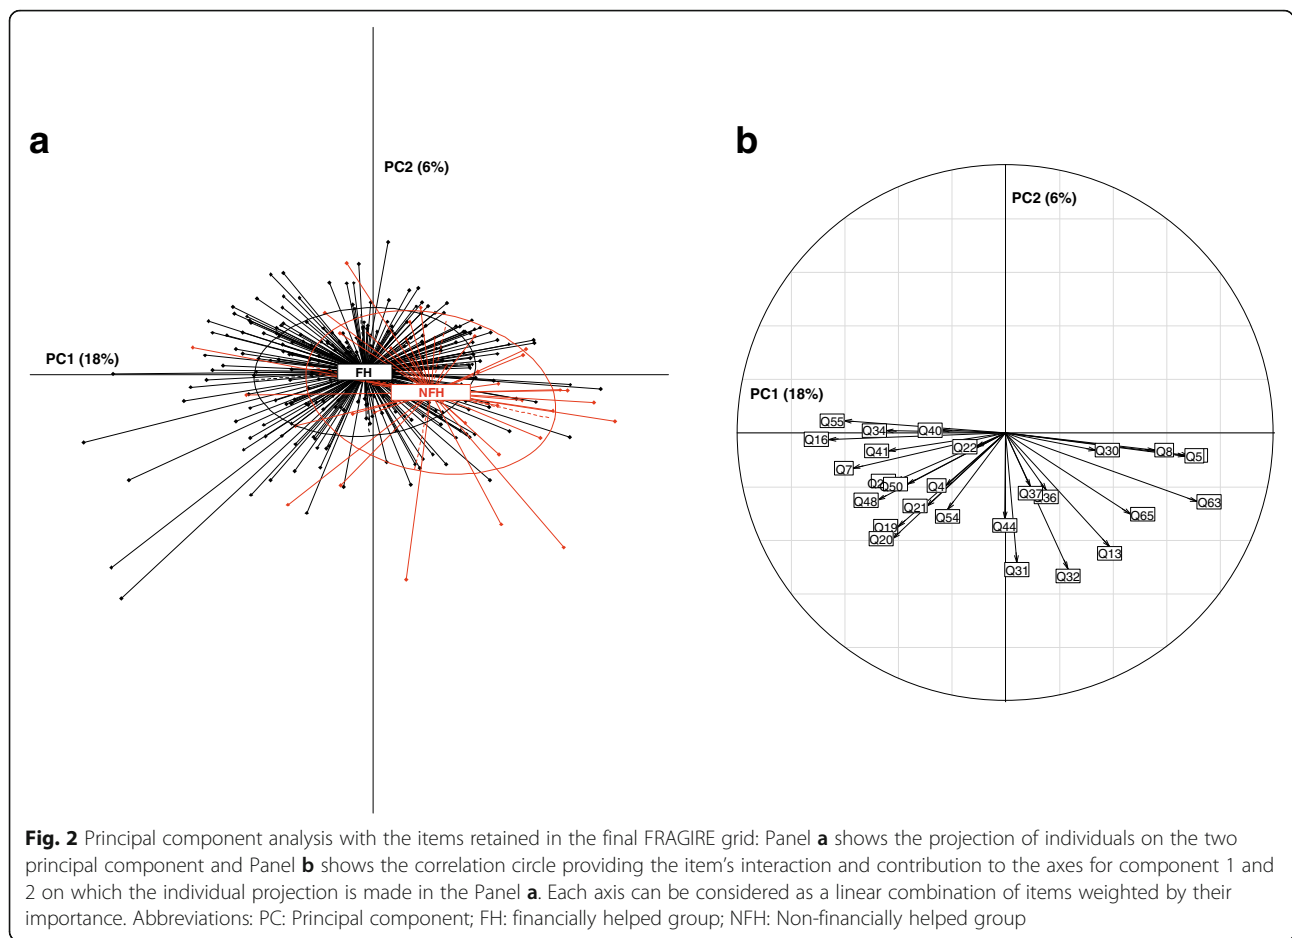 a
PC2 (6%)
PC1 (18%)
FH
NFH
b
PC2 (6%)
PC1 (18%)
Q55
Q34
Q40
Q16
Q41
Q22
Q30
Q8
Q5
Q7
Q50
Q4
Q37
Q48
Q21
Q54
Q63
Q65
Q19
Q44
Q20
Q13
Q31
Q32
Fig. 2 Principal component analysis with the items retained in the final FRAGIRE grid: Panel a shows the projection of individuals on the two
principal component and Panel b shows the correlation circle providing the item's interaction and contribution to the axes for component 1 and
2 on which the individual projection is made in the Panel a. Each axis can be considered as a linear combination of items weighted by their
importance. Abbreviations: PC: Principal component; FH: financially helped group; NFH: Non-financially helped group